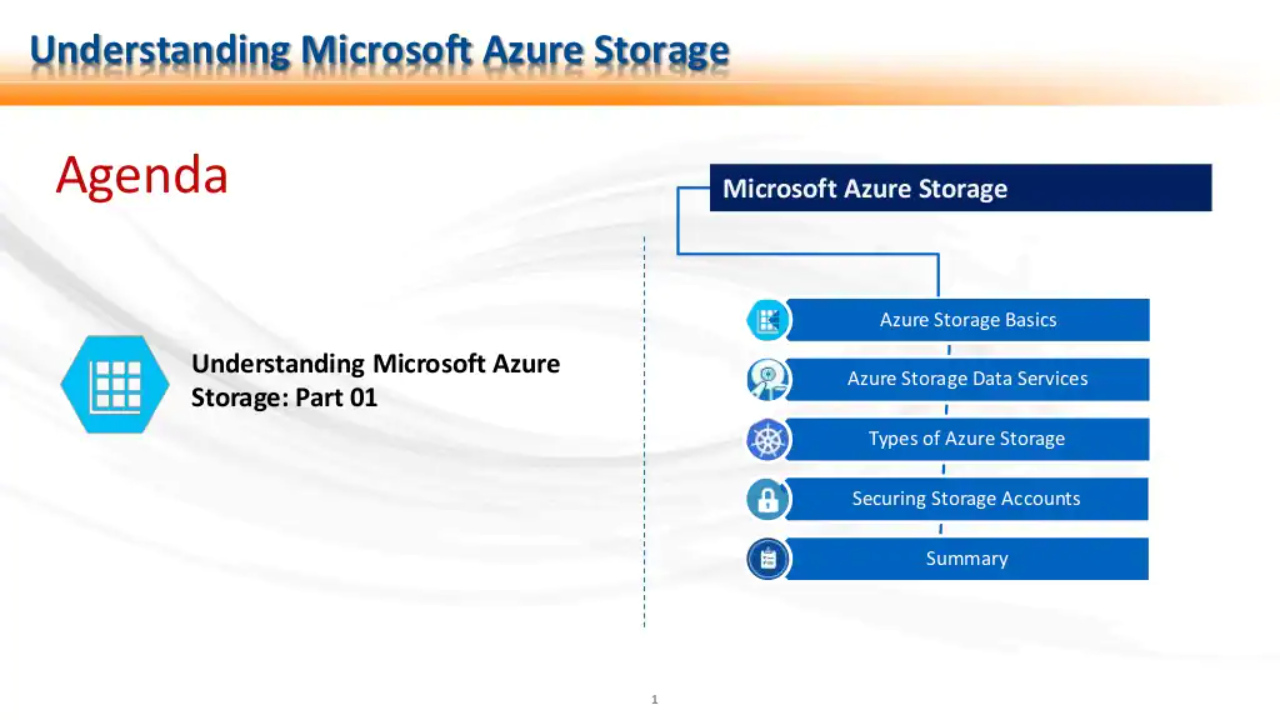 Understanding Microsoft Azure Storage
Agenda
Understanding Microsoft Azure
Storage: Part 01
Microsoft Azure Storage
Azure Storage Basics
Azure Storage Data Services
Types of Azure Storage
Securing Storage Accounts
Summary
1